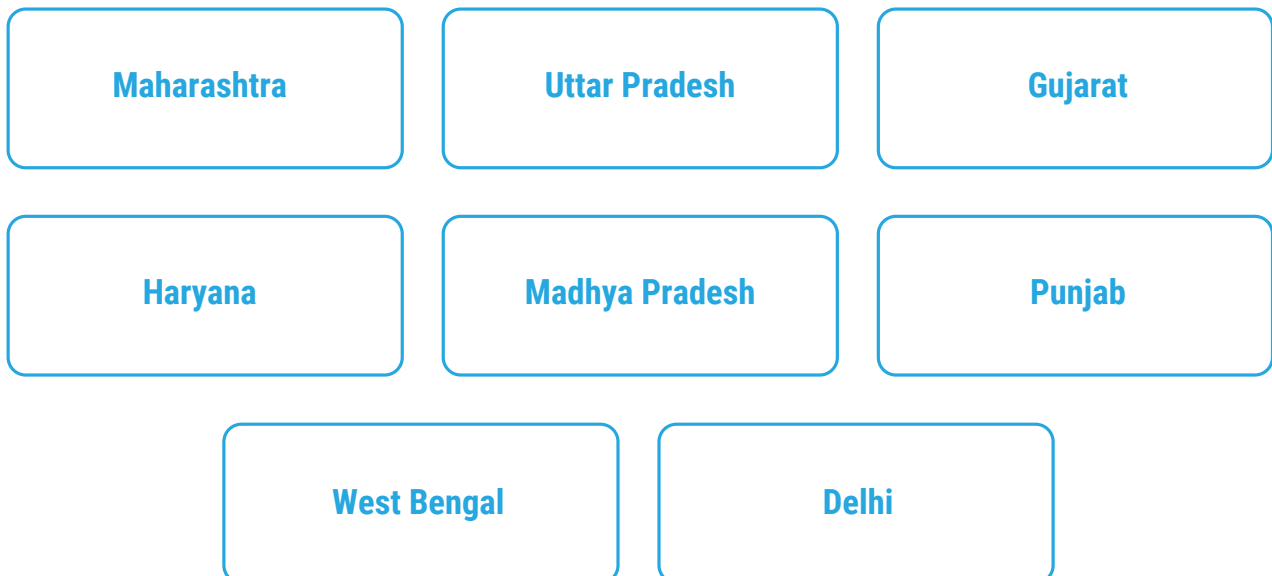 Maharashtra
Uttar Pradesh
Gujarat
Haryana
Madhya Pradesh
Punjab
West Bengal
Delhi